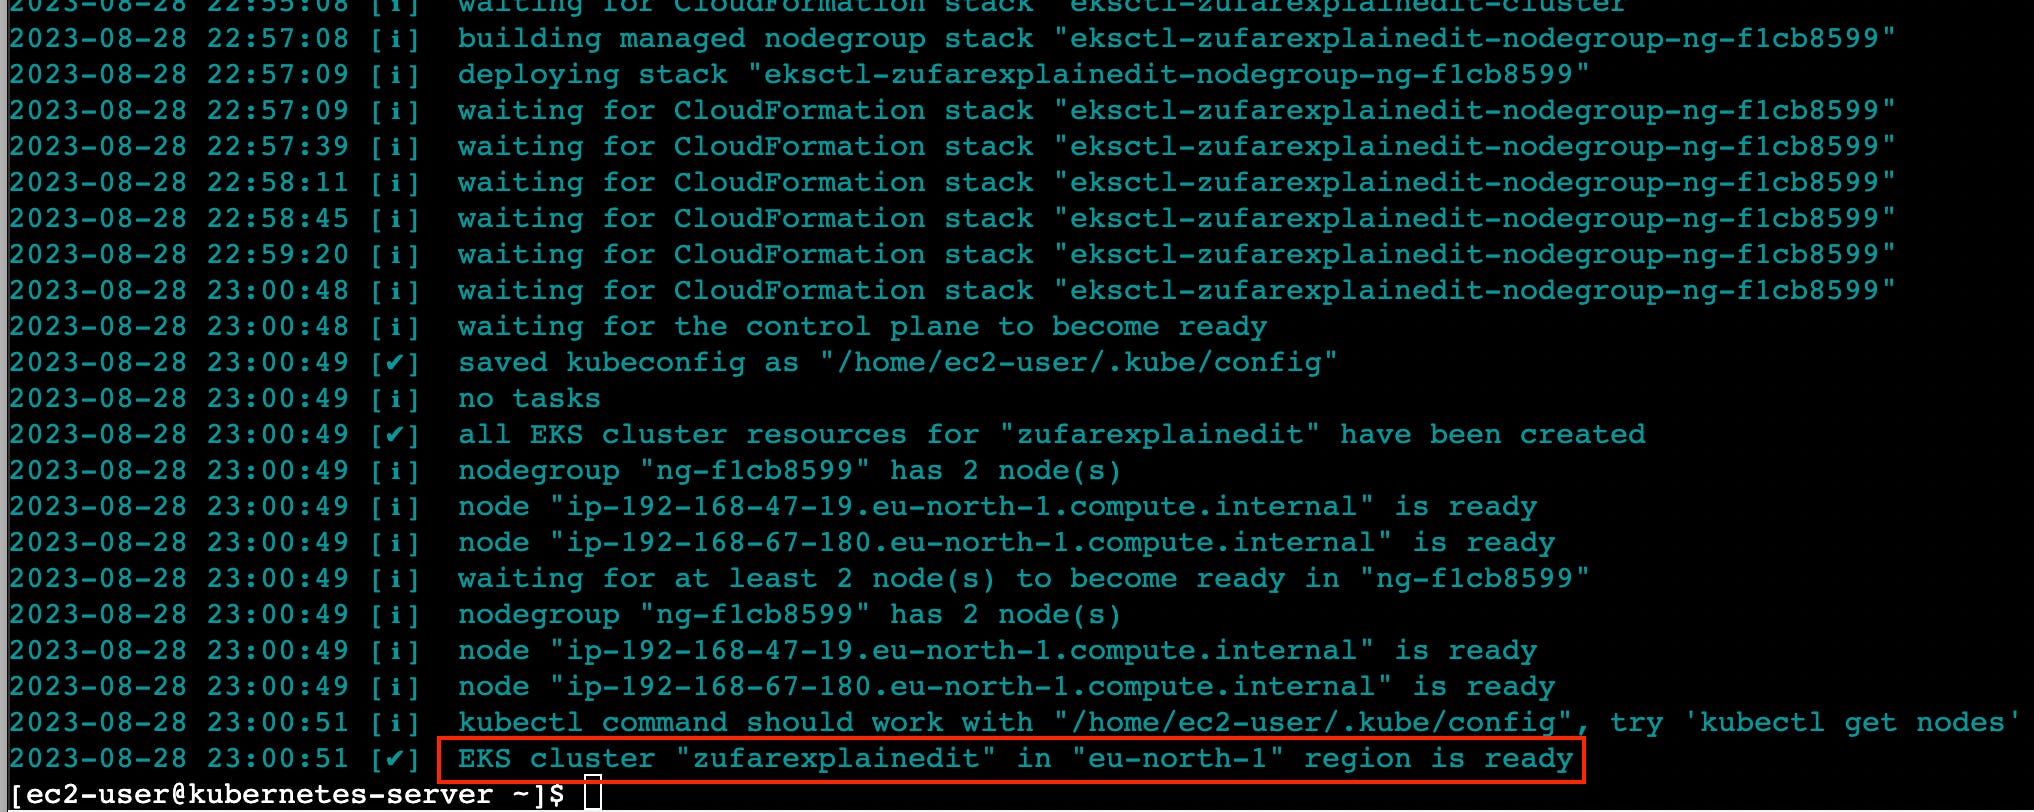 2023-08-28 22:55:08 [ℹ]  waiting for CloudFormation stack "eksctl-zufarexplainedit-cluster"
2023-08-28 22:57:08 [ℹ]  building managed nodegroup stack "eksctl-zufarexplainedit-nodegroup-ng-f1cb8599"
2023-08-28 22:57:09 [ℹ]  deploying stack "eksctl-zufarexplainedit-nodegroup-ng-f1cb8599"
2023-08-28 22:57:09 [ℹ]  waiting for CloudFormation stack "eksctl-zufarexplainedit-nodegroup-ng-f1cb8599"
2023-08-28 22:57:39 [ℹ]  waiting for CloudFormation stack "eksctl-zufarexplainedit-nodegroup-ng-f1cb8599"
2023-08-28 22:58:11 [ℹ]  waiting for CloudFormation stack "eksctl-zufarexplainedit-nodegroup-ng-f1cb8599"
2023-08-28 22:58:45 [ℹ]  waiting for CloudFormation stack "eksctl-zufarexplainedit-nodegroup-ng-f1cb8599"
2023-08-28 22:59:20 [ℹ]  waiting for CloudFormation stack "eksctl-zufarexplainedit-nodegroup-ng-f1cb8599"
2023-08-28 23:00:48 [ℹ]  waiting for CloudFormation stack "eksctl-zufarexplainedit-nodegroup-ng-f1cb8599"
2023-08-28 23:00:48 [ℹ]  waiting for the control plane to become ready
2023-08-28 23:00:49 [✔]  saved kubeconfig as "/home/ec2-user/.kube/config"
2023-08-28 23:00:49 [ℹ]  no tasks
2023-08-28 23:00:49 [✔]  all EKS cluster resources for "zufarexplainedit" have been created
2023-08-28 23:00:49 [ℹ]  nodegroup "ng-f1cb8599" has 2 node(s)
2023-08-28 23:00:49 [ℹ]  node "ip-192-168-47-19.eu-north-1.compute.internal" is ready
2023-08-28 23:00:49 [ℹ]  node "ip-192-168-67-180.eu-north-1.compute.internal" is ready
2023-08-28 23:00:49 [ℹ]  waiting for at least 2 node(s) to become ready in "ng-f1cb8599"
2023-08-28 23:00:49 [ℹ]  nodegroup "ng-f1cb8599" has 2 node(s)
2023-08-28 23:00:49 [ℹ]  node "ip-192-168-47-19.eu-north-1.compute.internal" is ready
2023-08-28 23:00:49 [ℹ]  node "ip-192-168-67-180.eu-north-1.compute.internal" is ready
2023-08-28 23:00:51 [ℹ]  kubectl command should work with "/home/ec2-user/.kube/config", try 'kubectl get nodes'
2023-08-28 23:00:51 [✔]  EKS cluster "zufarexplainedit" in "eu-north-1" region is ready
[ec2-user@kubernetes-server ~]$